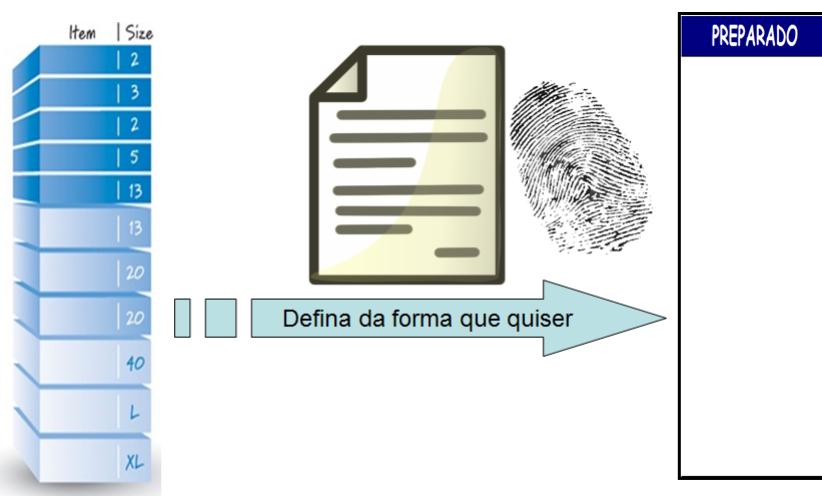 Item | Size
2
3
2
5
13
13
20
20
40
L
XL
Defina da forma que quiser
PREPARADO